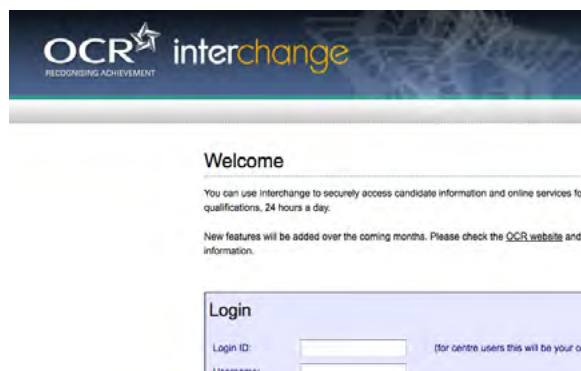 OCR interchange
RECOGNISING ACHIEVEMENT
Welcome
You can use Interchange to securely access candidate information and online services fo
qualifications, 24 hours a day.
New features will be added over the coming months. Please check the OCR website and
information.
Login
Login ID:
(for centre users this will be your c
Username: